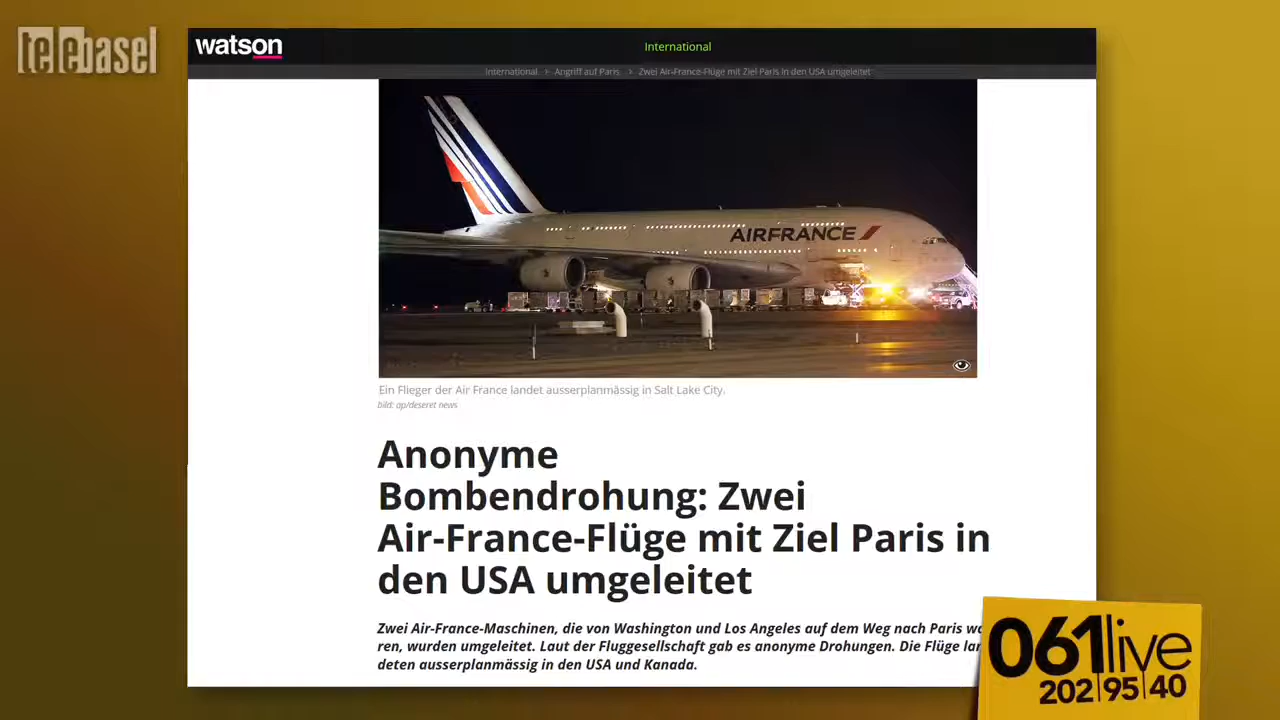 telebasel
watson
International
International > Angriff auf Paris > Zwei Air-France-Flüge mit Ziel Paris in den USA umgeleitet
AIRFRANCE
Ein Flieger der Air France landet ausserplanmässig in Salt Lake City.
bild: ap/deseret news
Anonyme
Bombendrohung: Zwei
Air-France-Flüge mit Ziel Paris in
den USA umgeleitet
Zwei Air-France-Maschinen, die von Washington und Los Angeles auf dem Weg nach Paris
ren, wurden umgeleitet. Laut der Fluggesellschaft gab es anonyme Drohungen. Die Flüge
deten ausserplanmässig in den USA und Kanada.
061live
202|95|40